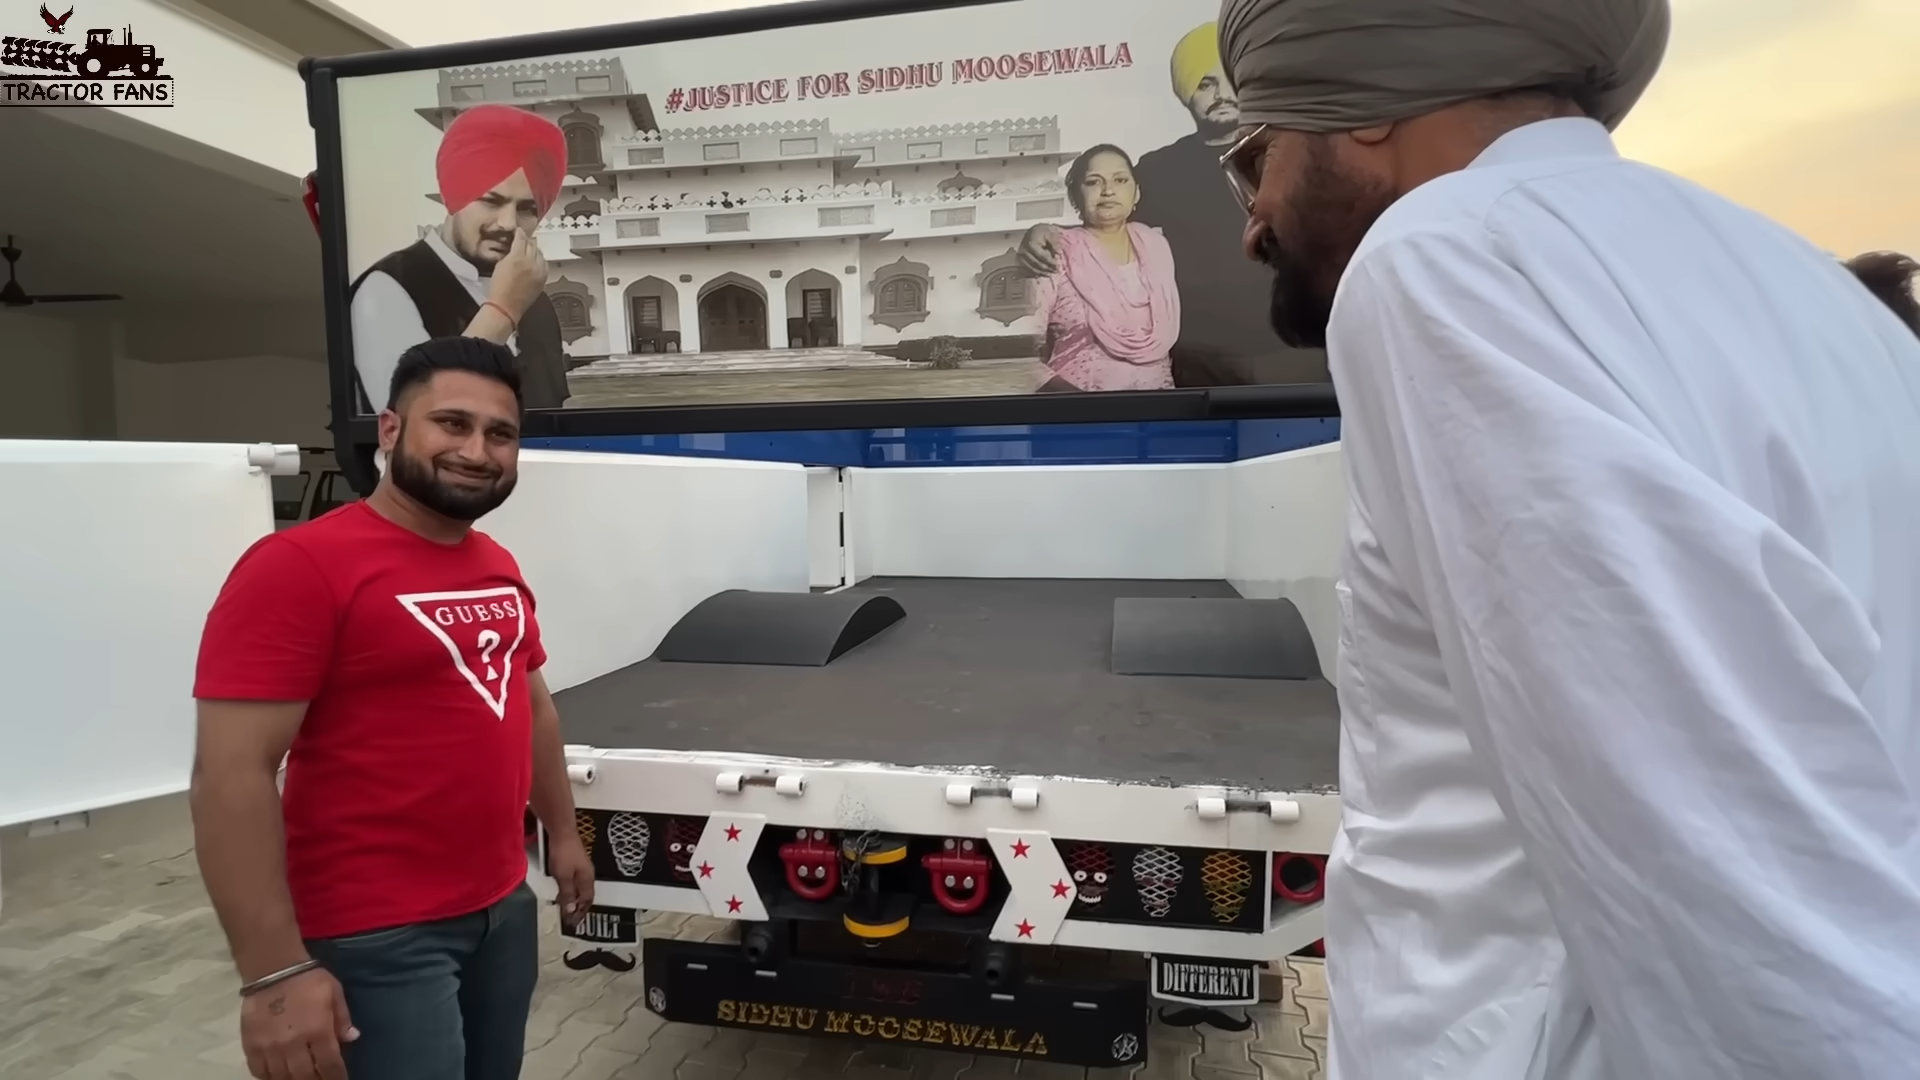 TRACTOR FANS
#JUSTICE FOR SIDHU MOOSEWALA
GUESS
?
BUILT
DIFFERENT
SIDHU MOOSEWALA